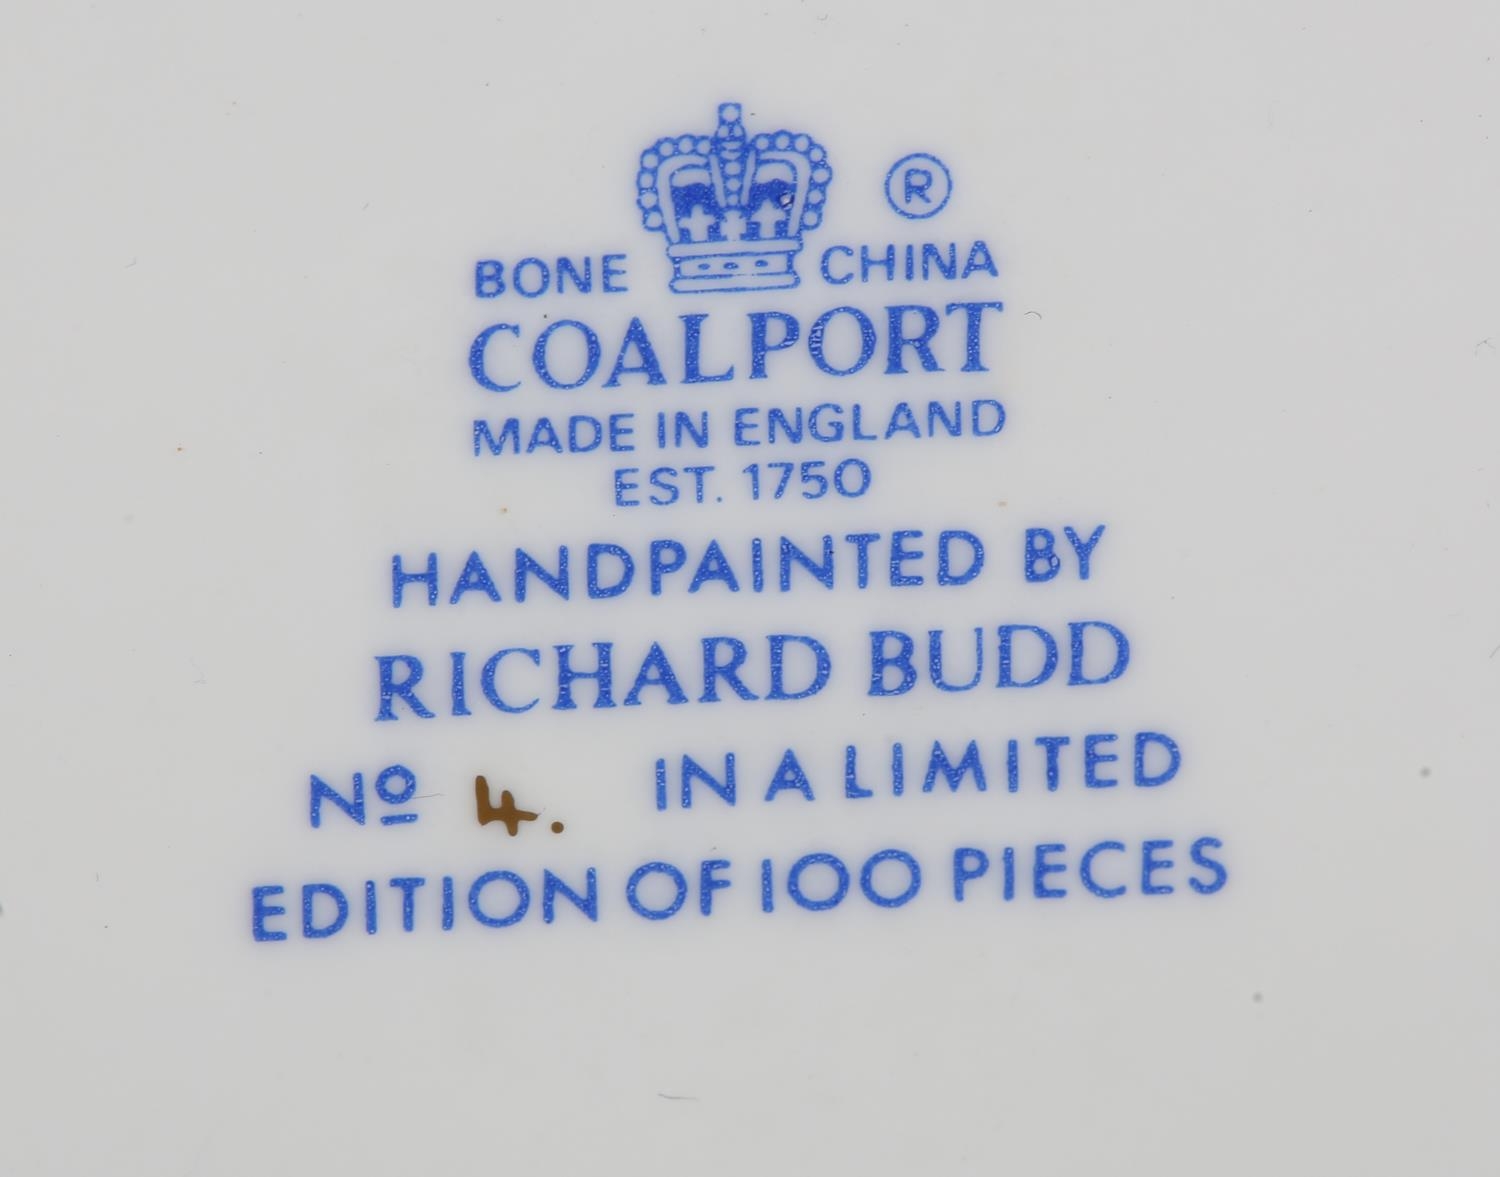 ®
BONE CHINA
COALPORT
MADE IN ENGLAND
EST. 1750
HANDPAINTED BY
RICHARD BUDD
Nº 4. IN A LIMITED
EDITION OF 100 PIECES